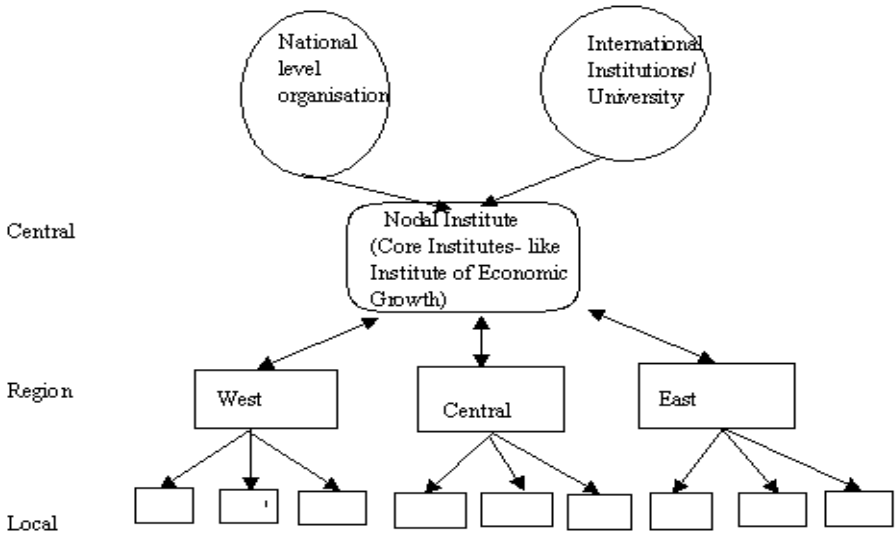 National
level
organisation
International
Institutions/
University
Central
Nodal Institute
(Core Institutes- like
Institute of Economic
Growth)
Region
West
Central
East
Local